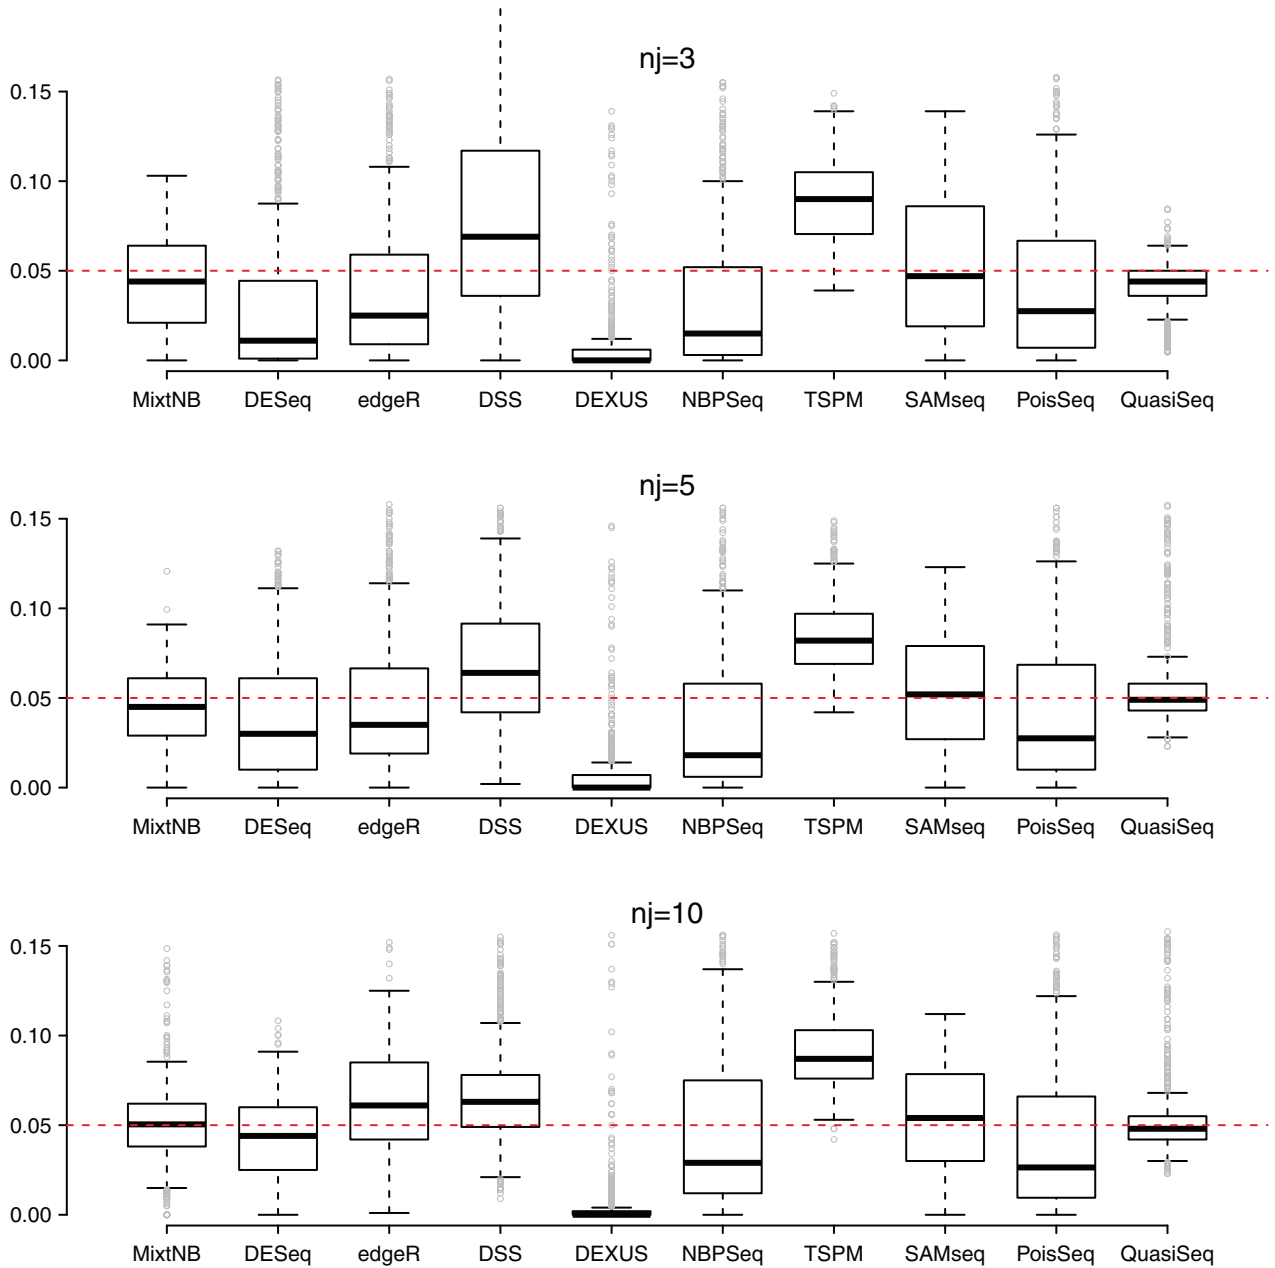 nj=3
0.15
0.10
0.05
0.00
MixtNB DESeq edgeR DSS DEXUS NBPSeq TSPM SAMseq PoisSeq QuasiSeq
nj=5
0.15
0.10
0.05
0.00
MixtNB DESeq edgeR DSS DEXUS NBPSeq TSPM SAMseq PoisSeq QuasiSeq
nj=10
0.15
0.10
0.05
0.00
MixtNB DESeq edgeR DSS DEXUS NBPSeq TSPM SAMseq PoisSeq QuasiSeq